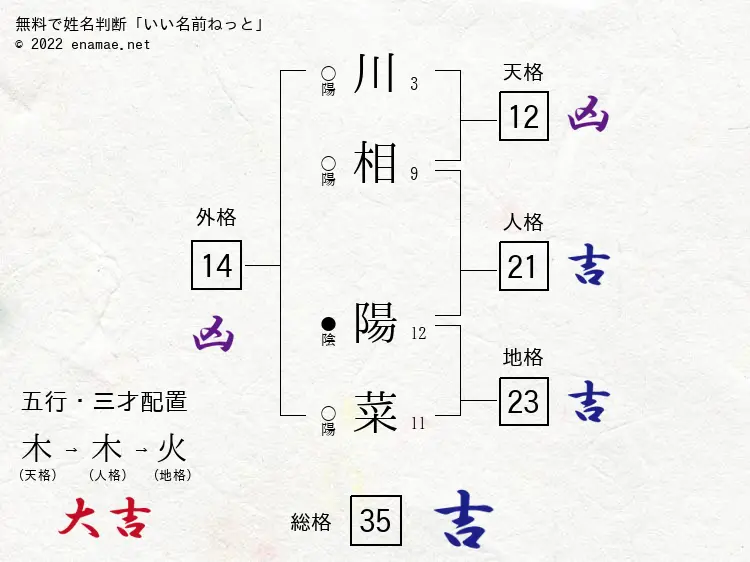 無料で姓名判断「いい名前ねっと」
© 2022 enamae.net
天格
12 凶
○陽 川 3
○陽 相 9
人格
21 吉
外格
14
凶
●陰 陽 12
○陽 菜 11
地格
23 吉
五行・三才配置
木 → 木 → 火
(天格) (人格) (地格)
大吉
総格 35 吉